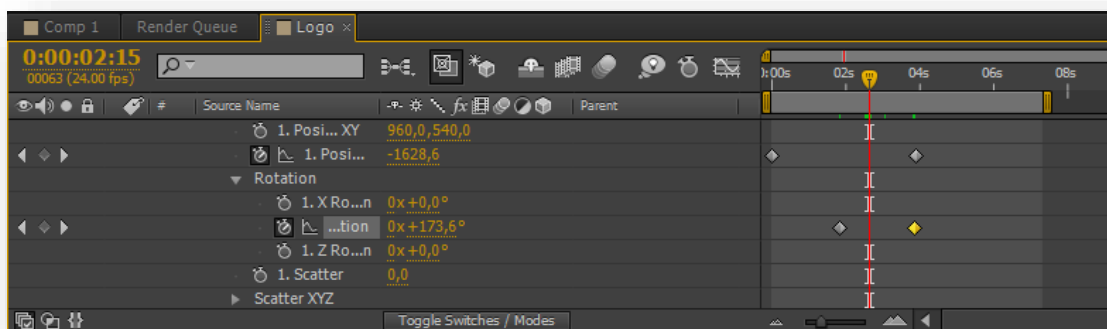 Comp 1 Render Queue Logo ×
0:00:02:15
00063 (24.00 fps)
):00s 02s 04s 06s 08s
# Source Name fx Parent
1. Posi... XY 960,0,540,0
1. Posi... -1628,6
Rotation
1. X Ro...n 0x+0,0°
...tion 0x+173,6°
1. Z Ro...n 0x+0,0°
1. Scatter 0,0
Scatter XYZ
Toggle Switches / Modes